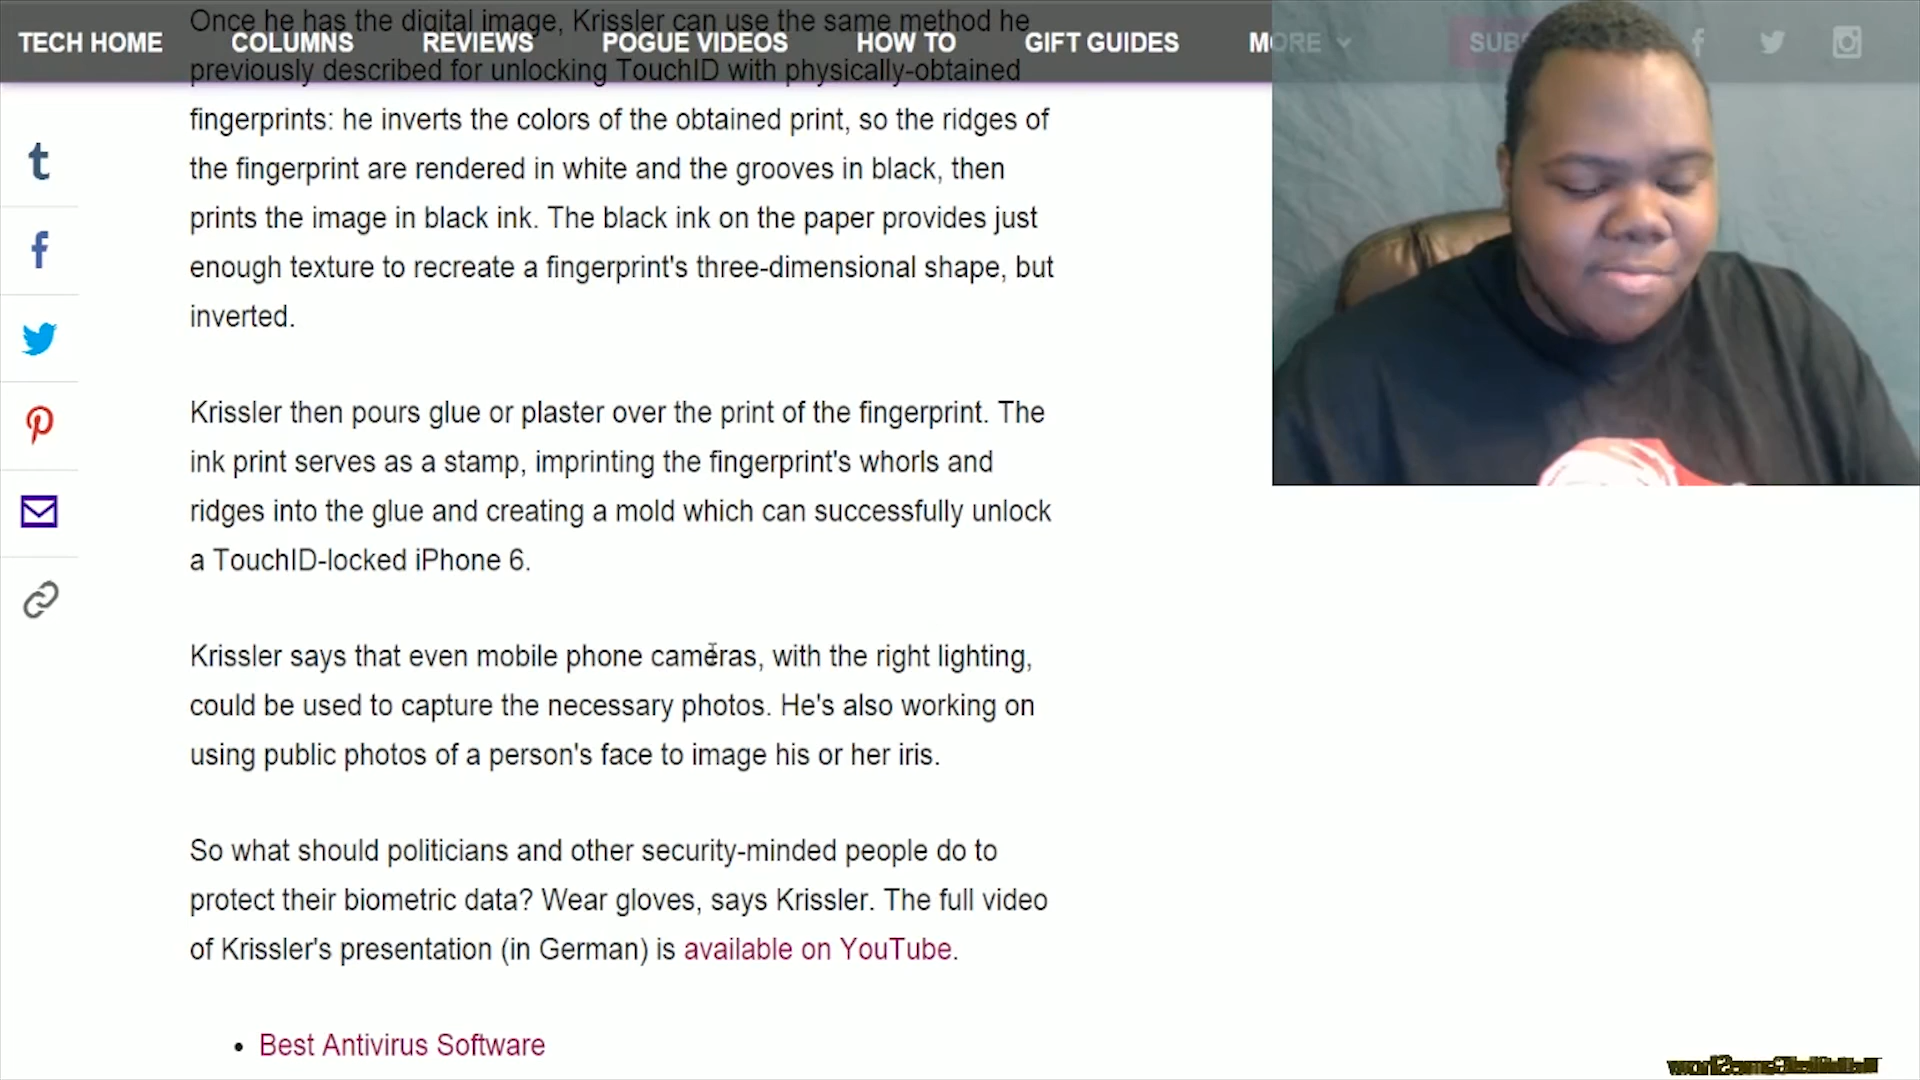 Once he has the digital image, Krissler can use the same method he
TECH HOME COLUMNS REVIEWS POGUE VIDEOS HOW TO GIFT GUIDES MORE SUBS
previously described for unlocking TouchID with physically-obtained
fingerprints: he inverts the colors of the obtained print, so the ridges of
the fingerprint are rendered in white and the grooves in black, then
prints the image in black ink. The black ink on the paper provides just
enough texture to recreate a fingerprint's three-dimensional shape, but
inverted.
Krissler then pours glue or plaster over the print of the fingerprint. The
ink print serves as a stamp, imprinting the fingerprint's whorls and
ridges into the glue and creating a mold which can successfully unlock
a TouchID-locked iPhone 6.
Krissler says that even mobile phone cameras, with the right lighting,
could be used to capture the necessary photos. He's also working on
using public photos of a person's face to image his or her iris.
So what should politicians and other security-minded people do to
protect their biometric data? Wear gloves, says Krissler. The full video
of Krissler's presentation (in German) is available on YouTube.
• Best Antivirus Software